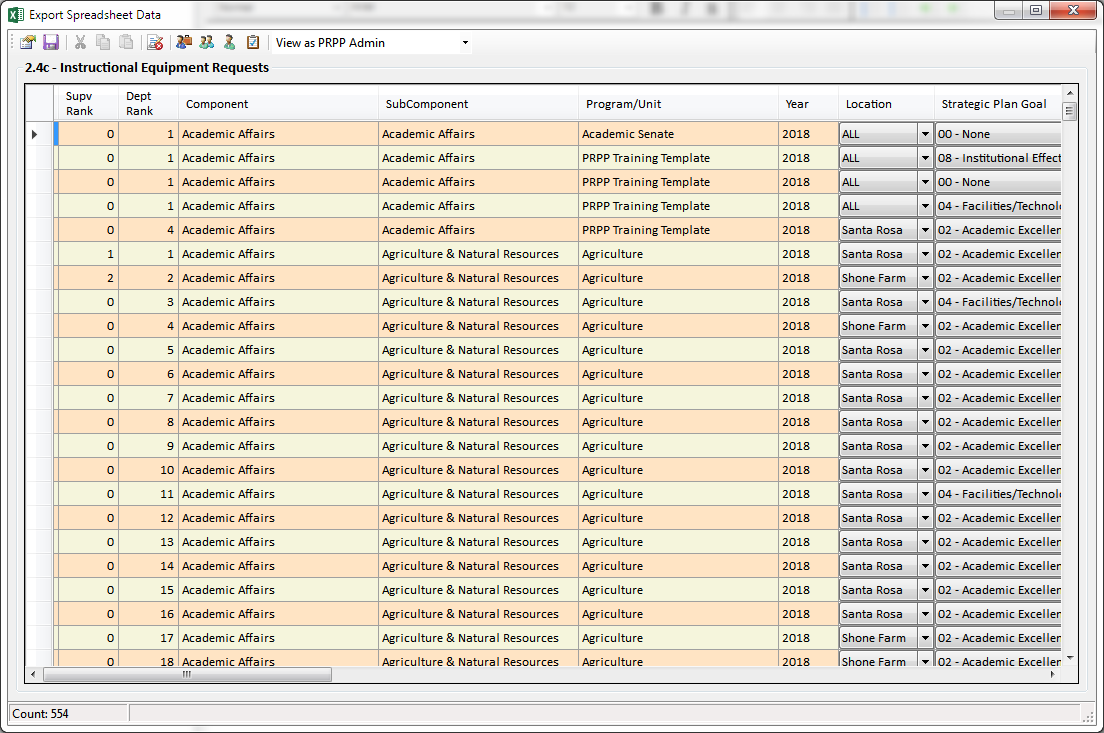 Export Spreadsheet Data
View as PRPP Admin
2.4c - Instructional Equipment Requests
Supv Rank Dept Rank Component SubComponent Program/Unit Year Location Strategic Plan Goal
0 1 Academic Affairs Academic Affairs Academic Senate 2018 ALL 00 - None
0 1 Academic Affairs Academic Affairs PRPP Training Template 2018 ALL 08 - Institutional Effect
0 1 Academic Affairs Academic Affairs PRPP Training Template 2018 ALL 00 - None
0 1 Academic Affairs Academic Affairs PRPP Training Template 2018 ALL 04 - Facilities/Technolo
0 4 Academic Affairs Academic Affairs PRPP Training Template 2018 Santa Rosa 02 - Academic Excellen
1 1 Academic Affairs Agriculture & Natural Resources Agriculture 2018 Santa Rosa 02 - Academic Excellen
2 2 Academic Affairs Agriculture & Natural Resources Agriculture 2018 Shone Farm 02 - Academic Excellen
0 3 Academic Affairs Agriculture & Natural Resources Agriculture 2018 Santa Rosa 04 - Facilities/Technolo
0 4 Academic Affairs Agriculture & Natural Resources Agriculture 2018 Shone Farm 02 - Academic Excellen
0 5 Academic Affairs Agriculture & Natural Resources Agriculture 2018 Santa Rosa 02 - Academic Excellen
0 6 Academic Affairs Agriculture & Natural Resources Agriculture 2018 Santa Rosa 02 - Academic Excellen
0 7 Academic Affairs Agriculture & Natural Resources Agriculture 2018 Santa Rosa 02 - Academic Excellen
0 8 Academic Affairs Agriculture & Natural Resources Agriculture 2018 Santa Rosa 02 - Academic Excellen
0 9 Academic Affairs Agriculture & Natural Resources Agriculture 2018 Santa Rosa 02 - Academic Excellen
0 10 Academic Affairs Agriculture & Natural Resources Agriculture 2018 Santa Rosa 02 - Academic Excellen
0 11 Academic Affairs Agriculture & Natural Resources Agriculture 2018 Santa Rosa 04 - Facilities/Technolo
0 12 Academic Affairs Agriculture & Natural Resources Agriculture 2018 Santa Rosa 02 - Academic Excellen
0 13 Academic Affairs Agriculture & Natural Resources Agriculture 2018 Santa Rosa 02 - Academic Excellen
0 14 Academic Affairs Agriculture & Natural Resources Agriculture 2018 Santa Rosa 02 - Academic Excellen
0 15 Academic Affairs Agriculture & Natural Resources Agriculture 2018 Santa Rosa 02 - Academic Excellen
0 16 Academic Affairs Agriculture & Natural Resources Agriculture 2018 Santa Rosa 02 - Academic Excellen
0 17 Academic Affairs Agriculture & Natural Resources Agriculture 2018 Shone Farm 02 - Academic Excellen
0 18 Academic Affairs Agriculture & Natural Resources Agriculture 2018 Shone Farm 02 - Academic Excellen
Count: 554